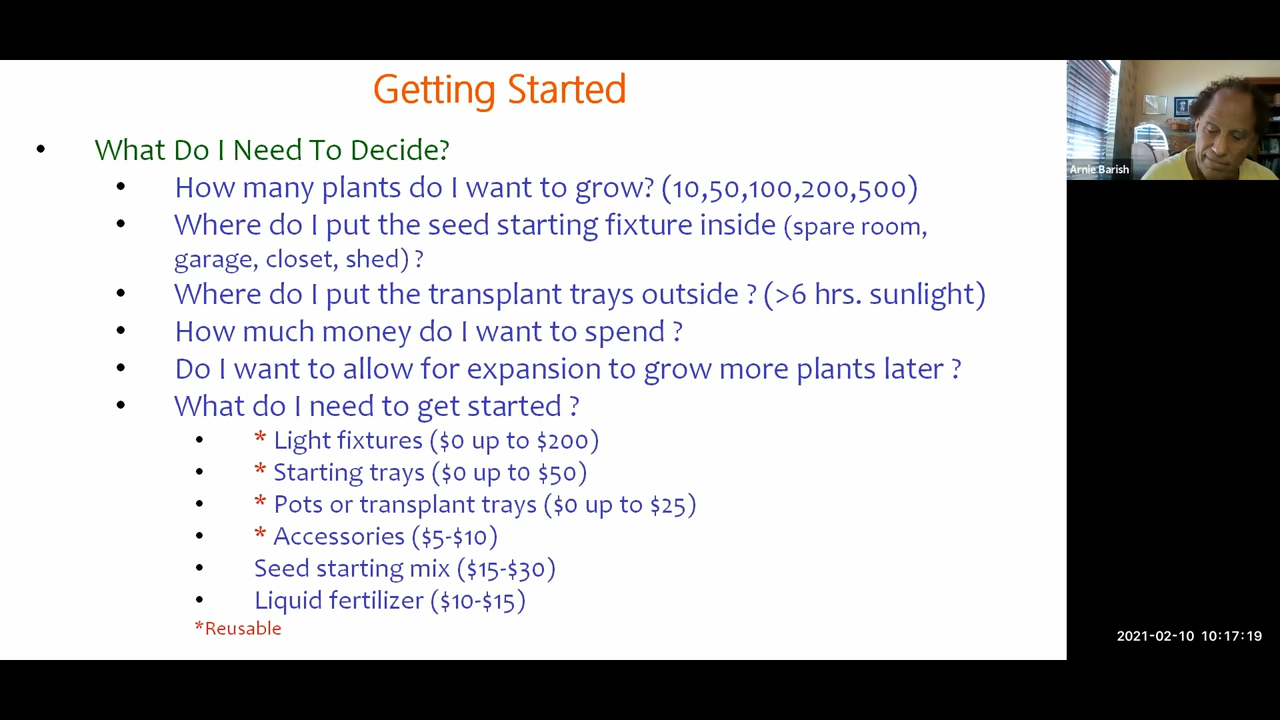 Getting Started
• What Do I Need To Decide?
• How many plants do I want to grow? (10,50,100,200,500)
• Where do I put the seed starting fixture inside (spare room,
garage, closet, shed) ?
• Where do I put the transplant trays outside ? (>6 hrs. sunlight)
• How much money do I want to spend ?
• Do I want to allow for expansion to grow more plants later ?
• What do I need to get started ?
• * Light fixtures ($0 up to $200)
• * Starting trays ($0 up to $50)
• * Pots or transplant trays ($0 up to $25)
• * Accessories ($5-$10)
• Seed starting mix ($15-$30)
• Liquid fertilizer ($10-$15)
*Reusable
Arnie Barish
2021-02-10 10:17:19